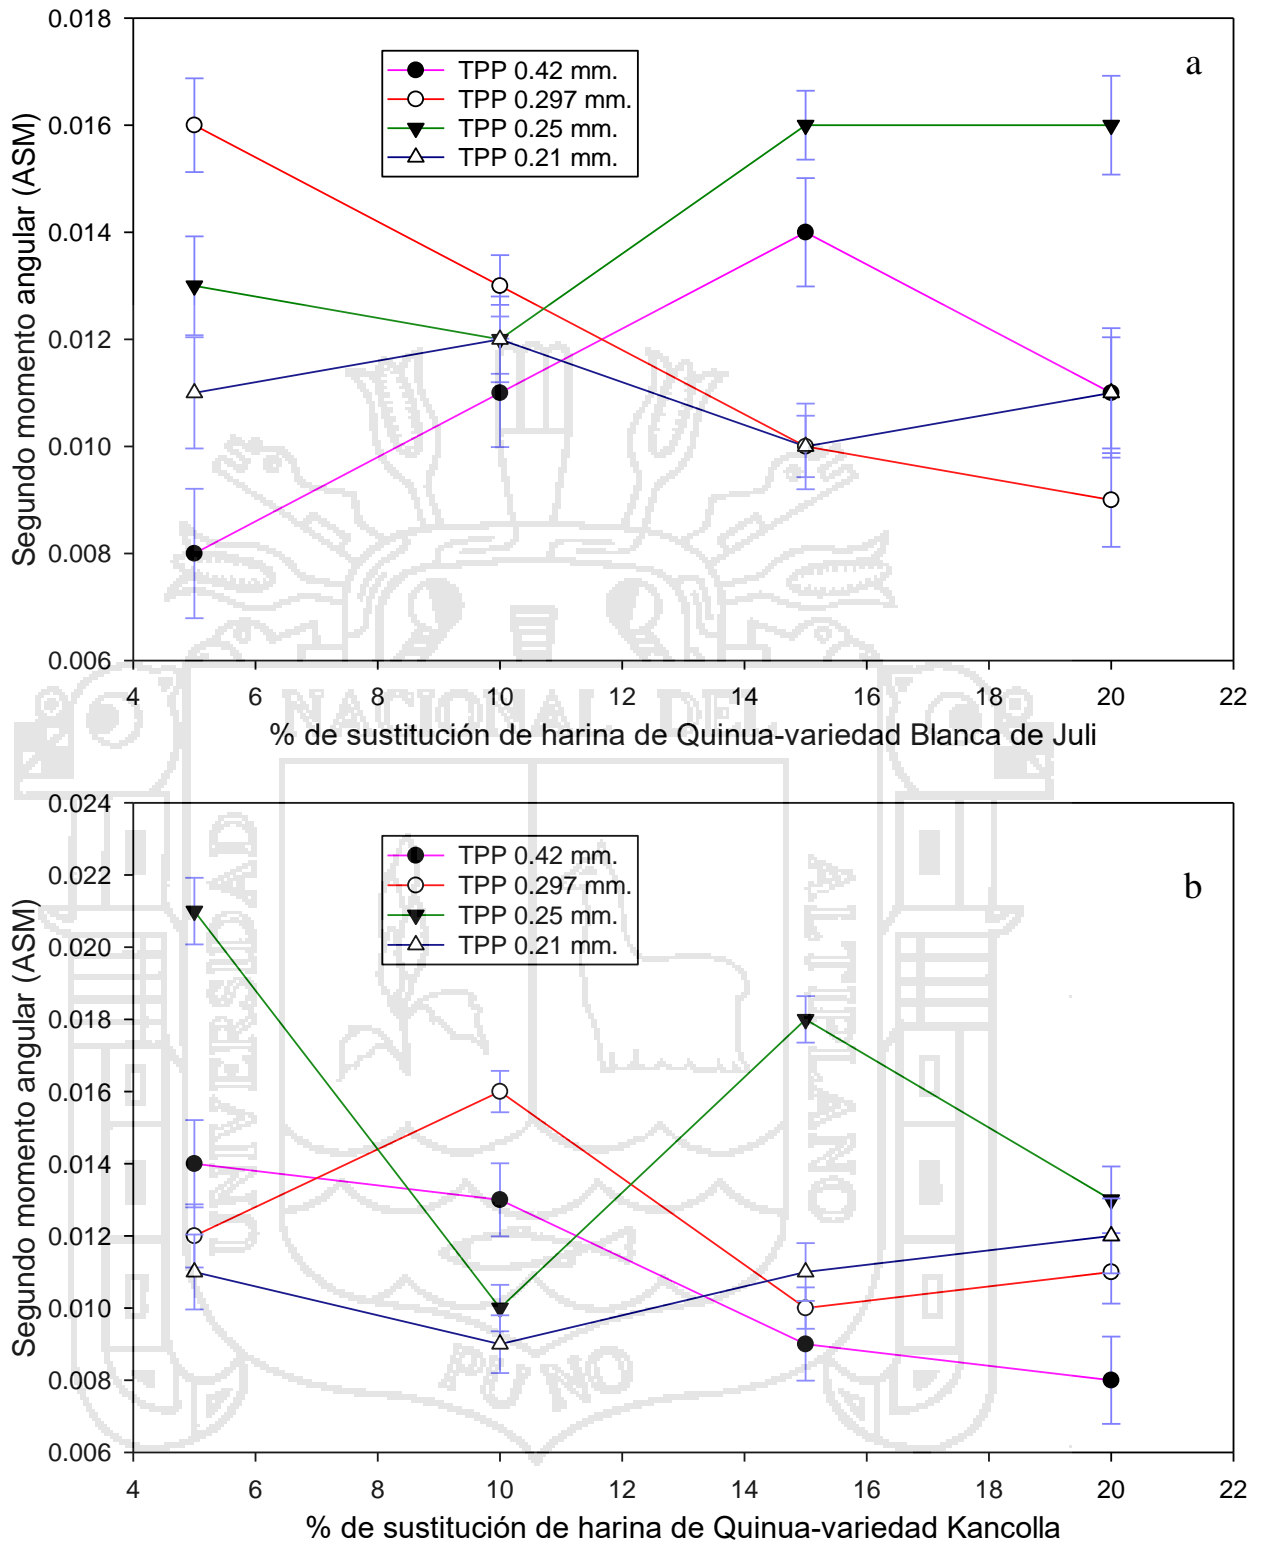 0.018
0.016
0.014
0.012
0.010
0.008
0.006
Segundo momento angular (ASM)
TPP 0.42 mm.
TPP 0.297 mm.
TPP 0.25 mm.
TPP 0.21 mm.
a
4 6 8 10 12 14 16 18 20 22
NACIONAL DEL
% de sustitución de harina de Quinua-variedad Blanca de Juli
0.024
0.022
0.020
0.018
0.016
0.014
0.012
0.010
0.008
0.006
Segundo momento angular (ASM)
TPP 0.42 mm.
TPP 0.297 mm.
TPP 0.25 mm.
TPP 0.21 mm.
b
UNIVERSIDAD
ALTIPLANO
PUNO
4 6 8 10 12 14 16 18 20 22
% de sustitución de harina de Quinua-variedad Kancolla